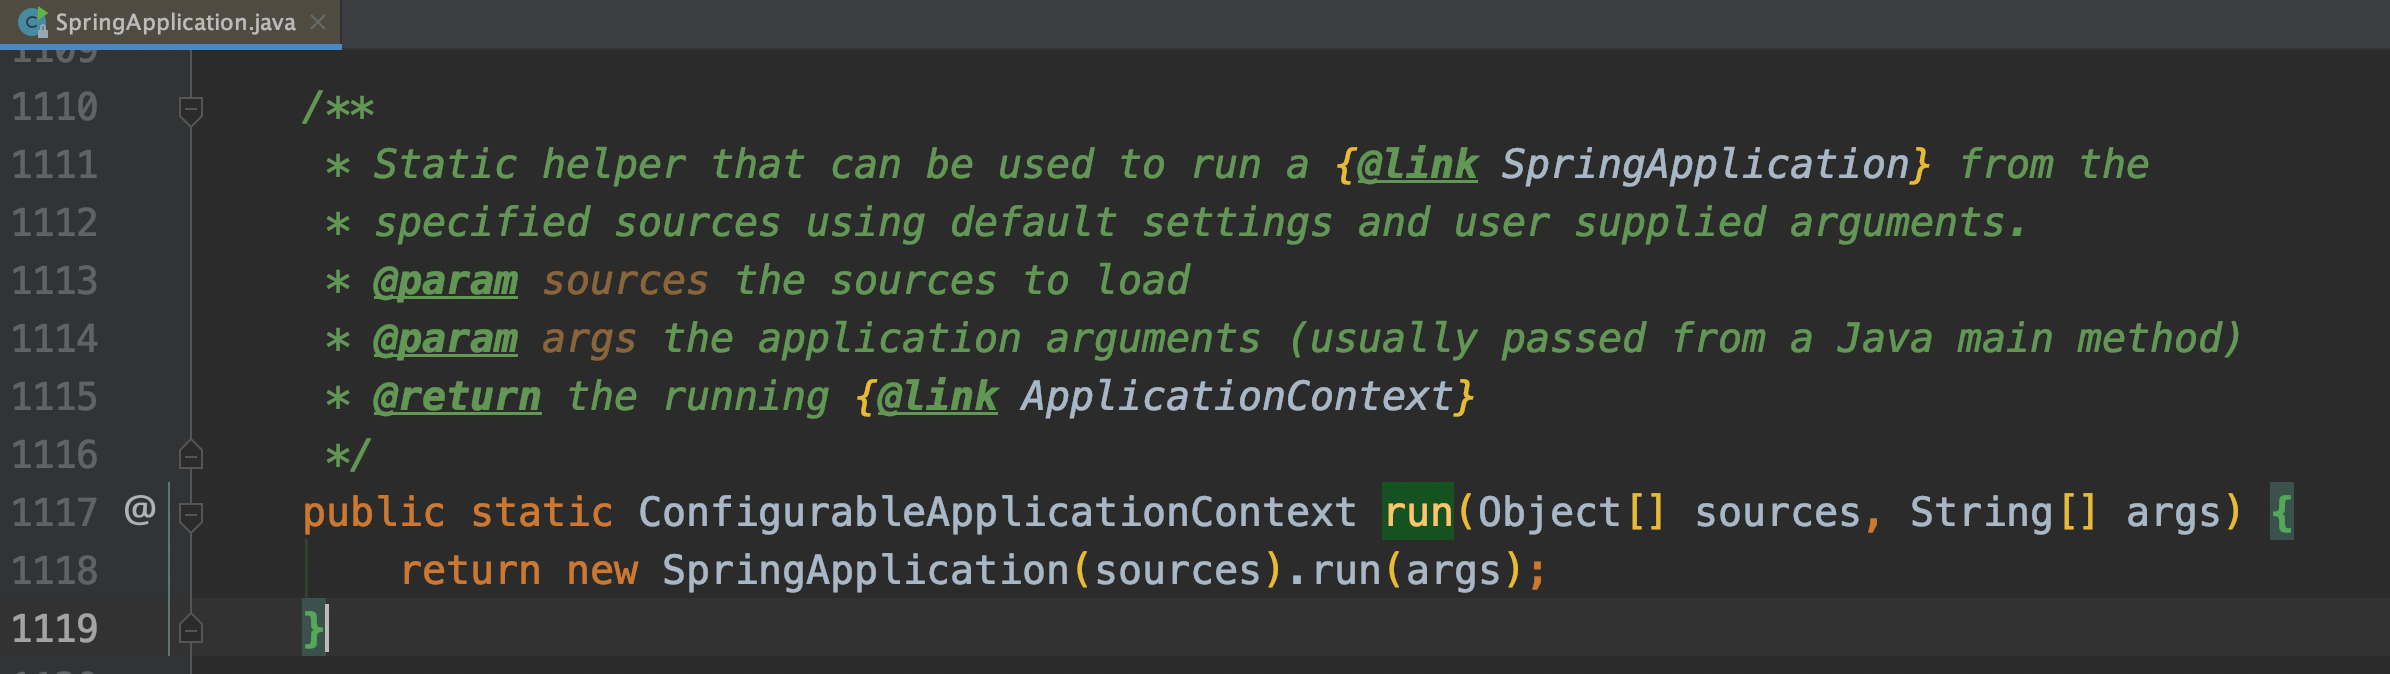 SpringApplication.java
1109
1110 /**
1111 * Static helper that can be used to run a {@link SpringApplication} from the
1112 * specified sources using default settings and user supplied arguments.
1113 * @param sources the sources to load
1114 * @param args the application arguments (usually passed from a Java main method)
1115 * @return the running {@link ApplicationContext}
1116 */
1117 @ public static ConfigurableApplicationContext run(Object[] sources, String[] args) {
1118 return new SpringApplication(sources).run(args);
1119 }